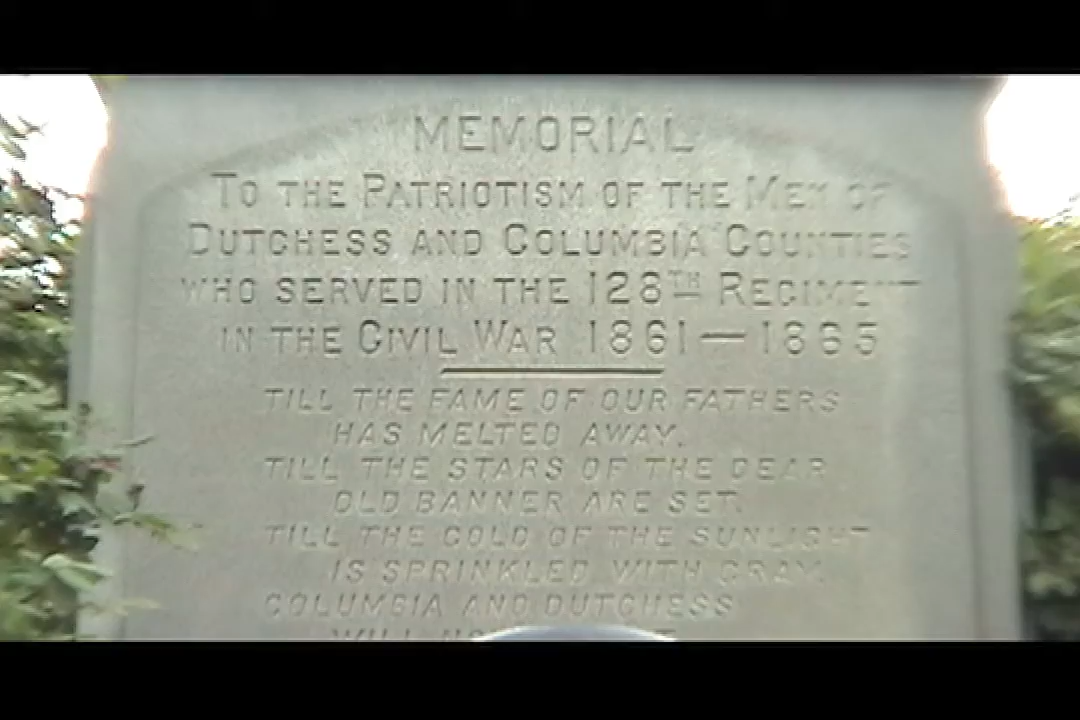 MEMORIAL
TO THE PATRIOTISM OF THE MEN OF
DUTCHESS AND COLUMBIA COUNTIES
WHO SERVED IN THE 128TH REGIMENT
IN THE CIVIL WAR 1861—1865
TILL THE FAME OF OUR FATHERS
HAS MELTED AWAY.
TILL THE STARS OF THE DEAR
OLD BANNER ARE SET.
TILL THE GOLD OF THE SUNLIGHT
IS SPRINKLED WITH GRAY.
COLUMBIA AND DUTCHESS
WILL